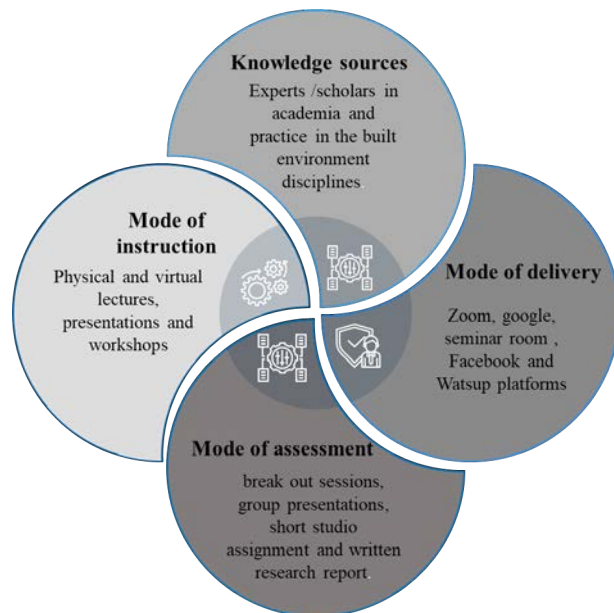 Knowledge sources
Experts /scholars in
academia and
practice in the built
environment
disciplines
Mode of
instruction
Physical and virtual
lectures,
presentations and
workshops
Mode of delivery
Zoom, google,
seminar room ,
Facebook and
Watsup platforms
Mode of assessment
break out sessions,
group presentations,
short studio
assignment and written
research report.